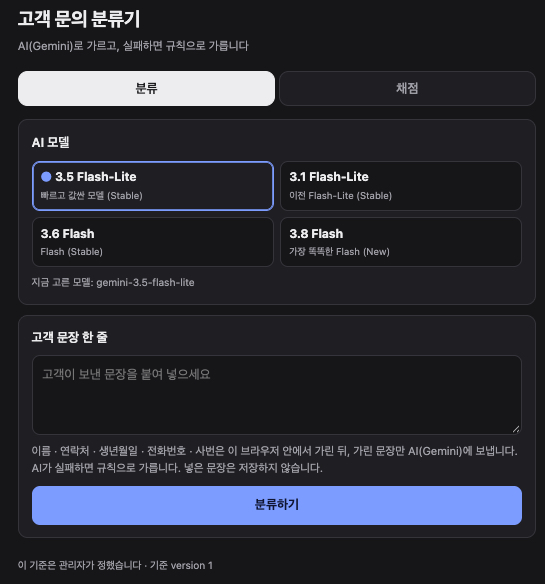 고객 문의 분류기
AI(Gemini)로 가르고, 실패하면 규칙으로 가릅니다
분류
채점
AI 모델
3.5 Flash-Lite
빠르고 값싼 모델 (Stable)
3.1 Flash-Lite
이전 Flash-Lite (Stable)
3.6 Flash
Flash (Stable)
3.8 Flash
가장 똑똑한 Flash (New)
지금 고른 모델: gemini-3.5-flash-lite
고객 문장 한 줄
고객이 보낸 문장을 붙여 넣으세요
이름 · 연락처 · 생년월일 · 전화번호 · 사번은 이 브라우저 안에서 가린 뒤, 가린 문장만 AI(Gemini)에 보냅니다.
AI가 실패하면 규칙으로 가릅니다. 넣은 문장은 저장하지 않습니다.
분류하기
이 기준은 관리자가 정했습니다 · 기준 version 1